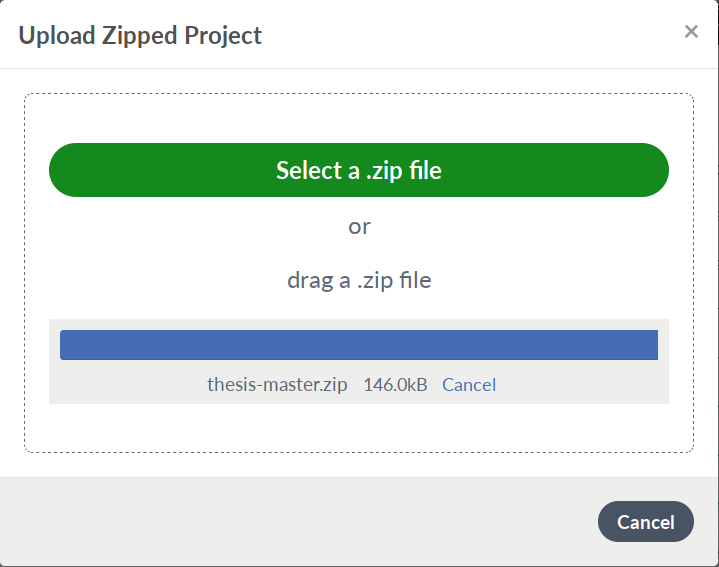 Upload Zipped Project ×
Select a .zip file
or
drag a .zip file
thesis-master.zip 146.0kB Cancel
Cancel